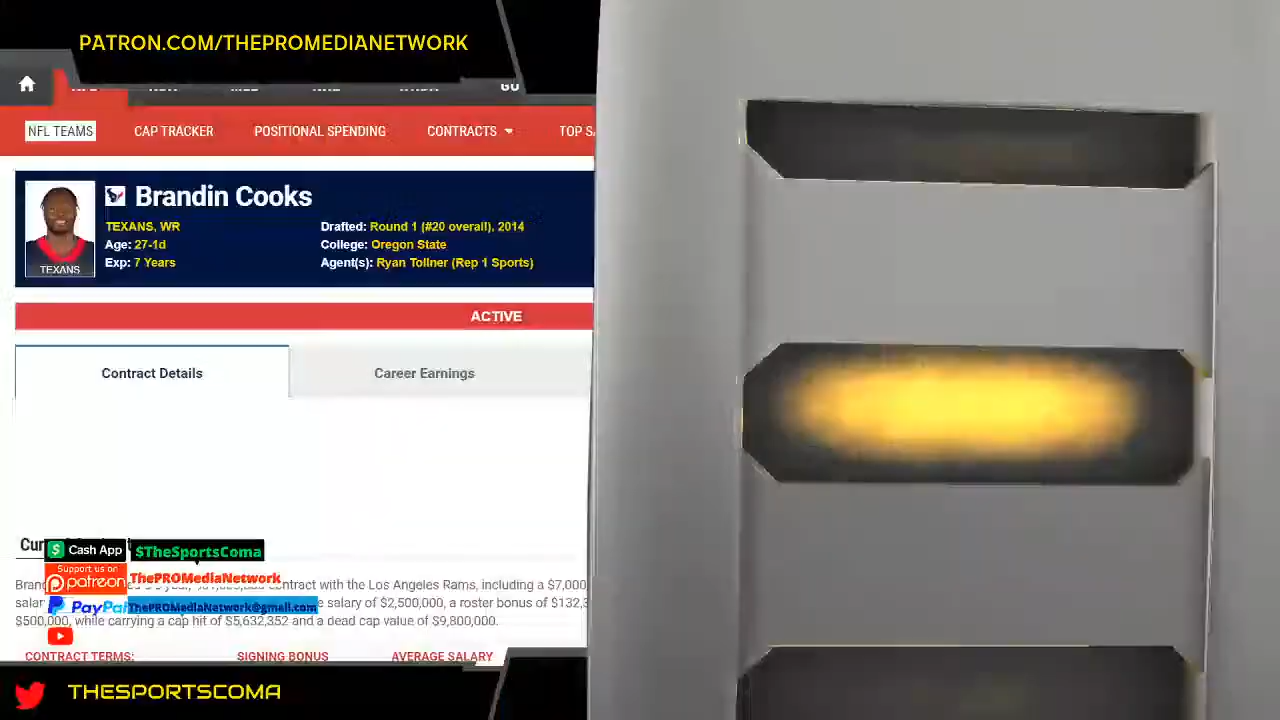 PATRON.COM/THEPROMEDIANETWORK
GU
NFL TEAMS
CAP TRACKER
POSITIONAL SPENDING
CONTRACTS
TOP
Brandin Cooks
TEXANS, WR
Drafted: Round 1 (#20 overall), 2014
Age: 27-1d
College: Oregon State
Exp: 7 Years
Agent(s): Ryan Tollner (Rep 1 Sports)
TEXANS
ACTIVE
Contract Details
Career Earnings
Cash App
$TheSportsComa
Support us on
patreon
ThePROMediaNetwork
contract with the Los Angeles Rams, including a $7,000,
PayPal
ThePROMediaNetwork@gmail.com
salary of $2,500,000, a roster bonus of $132,3
$500,000, while carrying a cap hit of $5,632,352 and a dead cap value of $9,800,000.
CONTRACT TERMS:
SIGNING BONUS
AVERAGE SALARY
THESPORTSCOMA